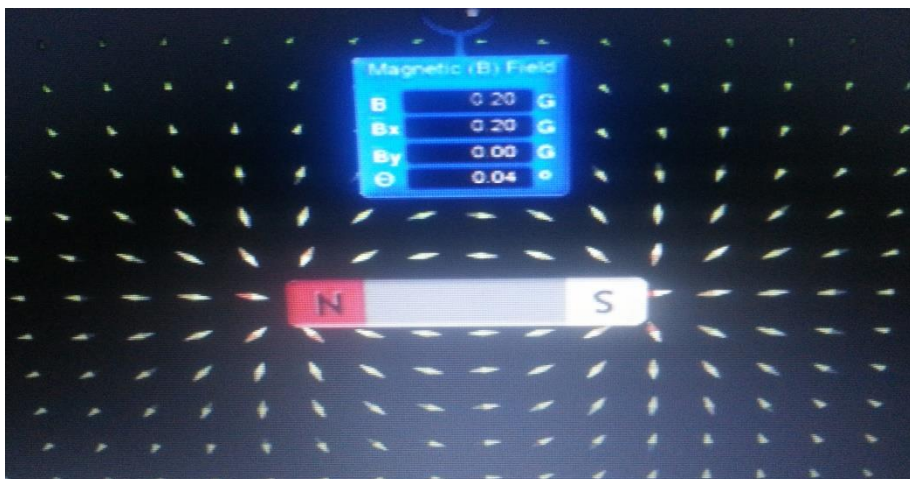 Magnetic (B) Field
B 0.20 G
Bx 0.20 G
By 0.00 G
Θ 0.04 °
N S